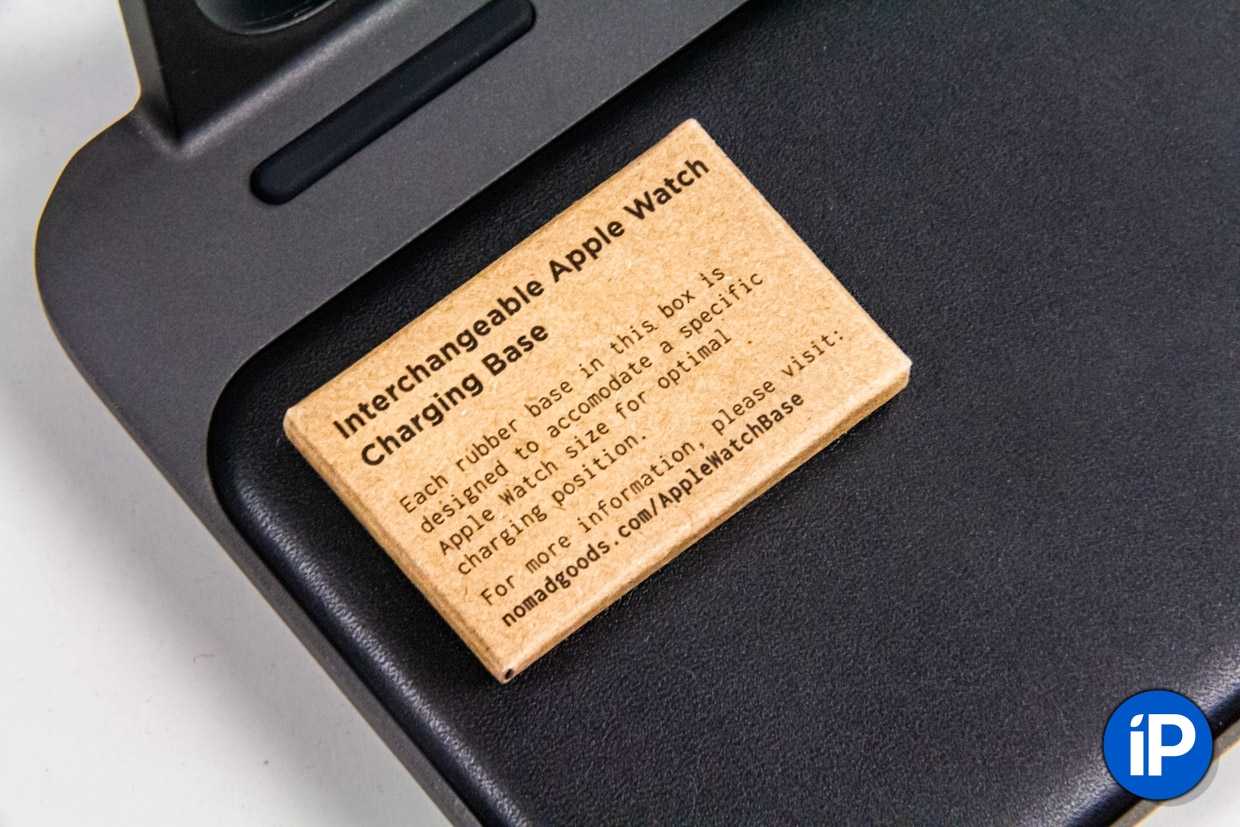 Interchangeable Apple Watch
Charging Base
Each rubber base in this box is
designed to accomodate a specific
Apple Watch size for optimal
charging position.
For more information, please visit:
nomadgoods.com/AppleWatchBase
iP